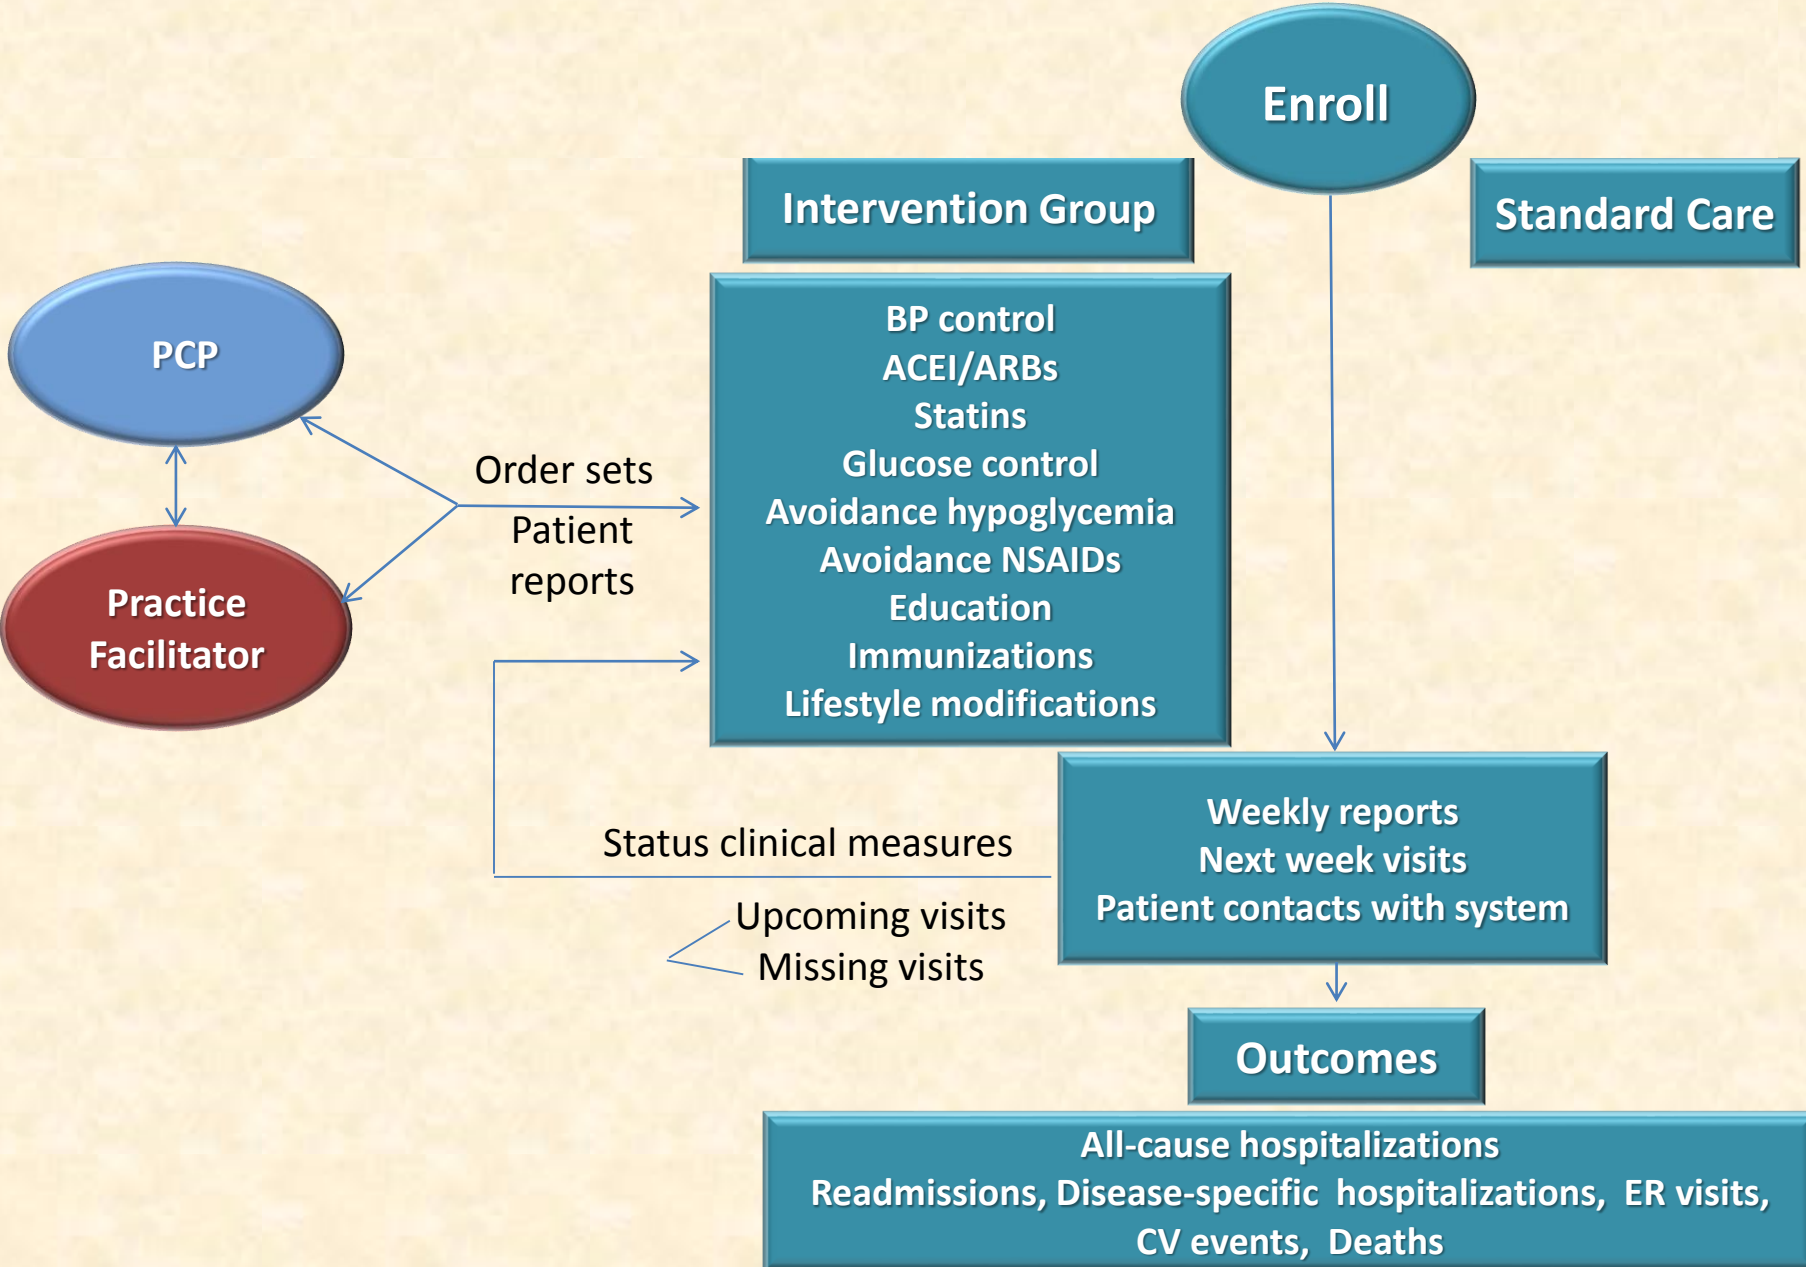 Enroll
Intervention Group
Standard Care
PCP
Practice
Facilitator
Order sets
Patient
reports
BP control
ACEI/ARBs
Statins
Glucose control
Avoidance hypoglycemia
Avoidance NSAIDs
Education
Immunizations
Lifestyle modifications
Status clinical measures
Upcoming visits
Missing visits
Weekly reports
Next week visits
Patient contacts with system
Outcomes
All-cause hospitalizations
Readmissions, Disease-specific hospitalizations, ER visits,
CV events, Deaths